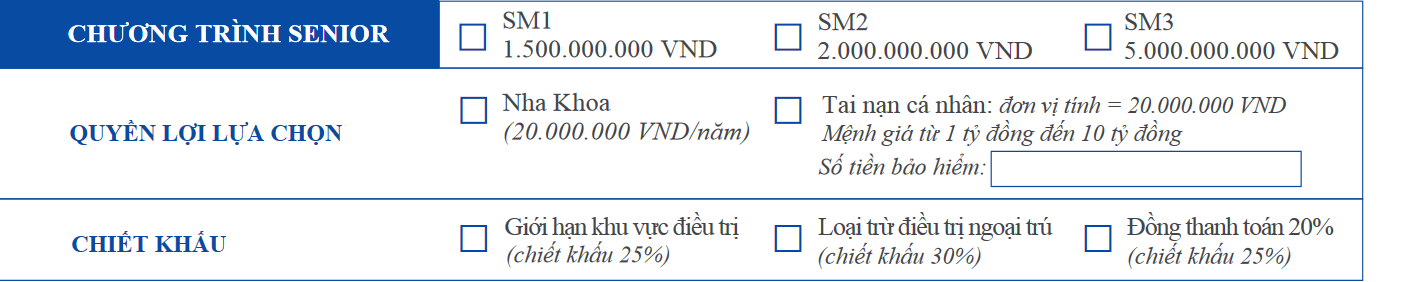 CHƯƠNG TRÌNH SENIOR
SM1
1.500.000.000 VND
SM2
2.000.000.000 VND
SM3
5.000.000.000 VND
QUYỀN LỢI LỰA CHỌN
Nha Khoa
(20.000.000 VND/năm)
Tai nạn cá nhân: đơn vị tính = 20.000.000 VND
Mệnh giá từ 1 tỷ đồng đến 10 tỷ đồng
Số tiền bảo hiểm:
CHIẾT KHẤU
Giới hạn khu vực điều trị
(chiết khấu 25%)
Loại trừ điều trị ngoại trú
(chiết khấu 30%)
Đồng thanh toán 20%
(chiết khấu 25%)